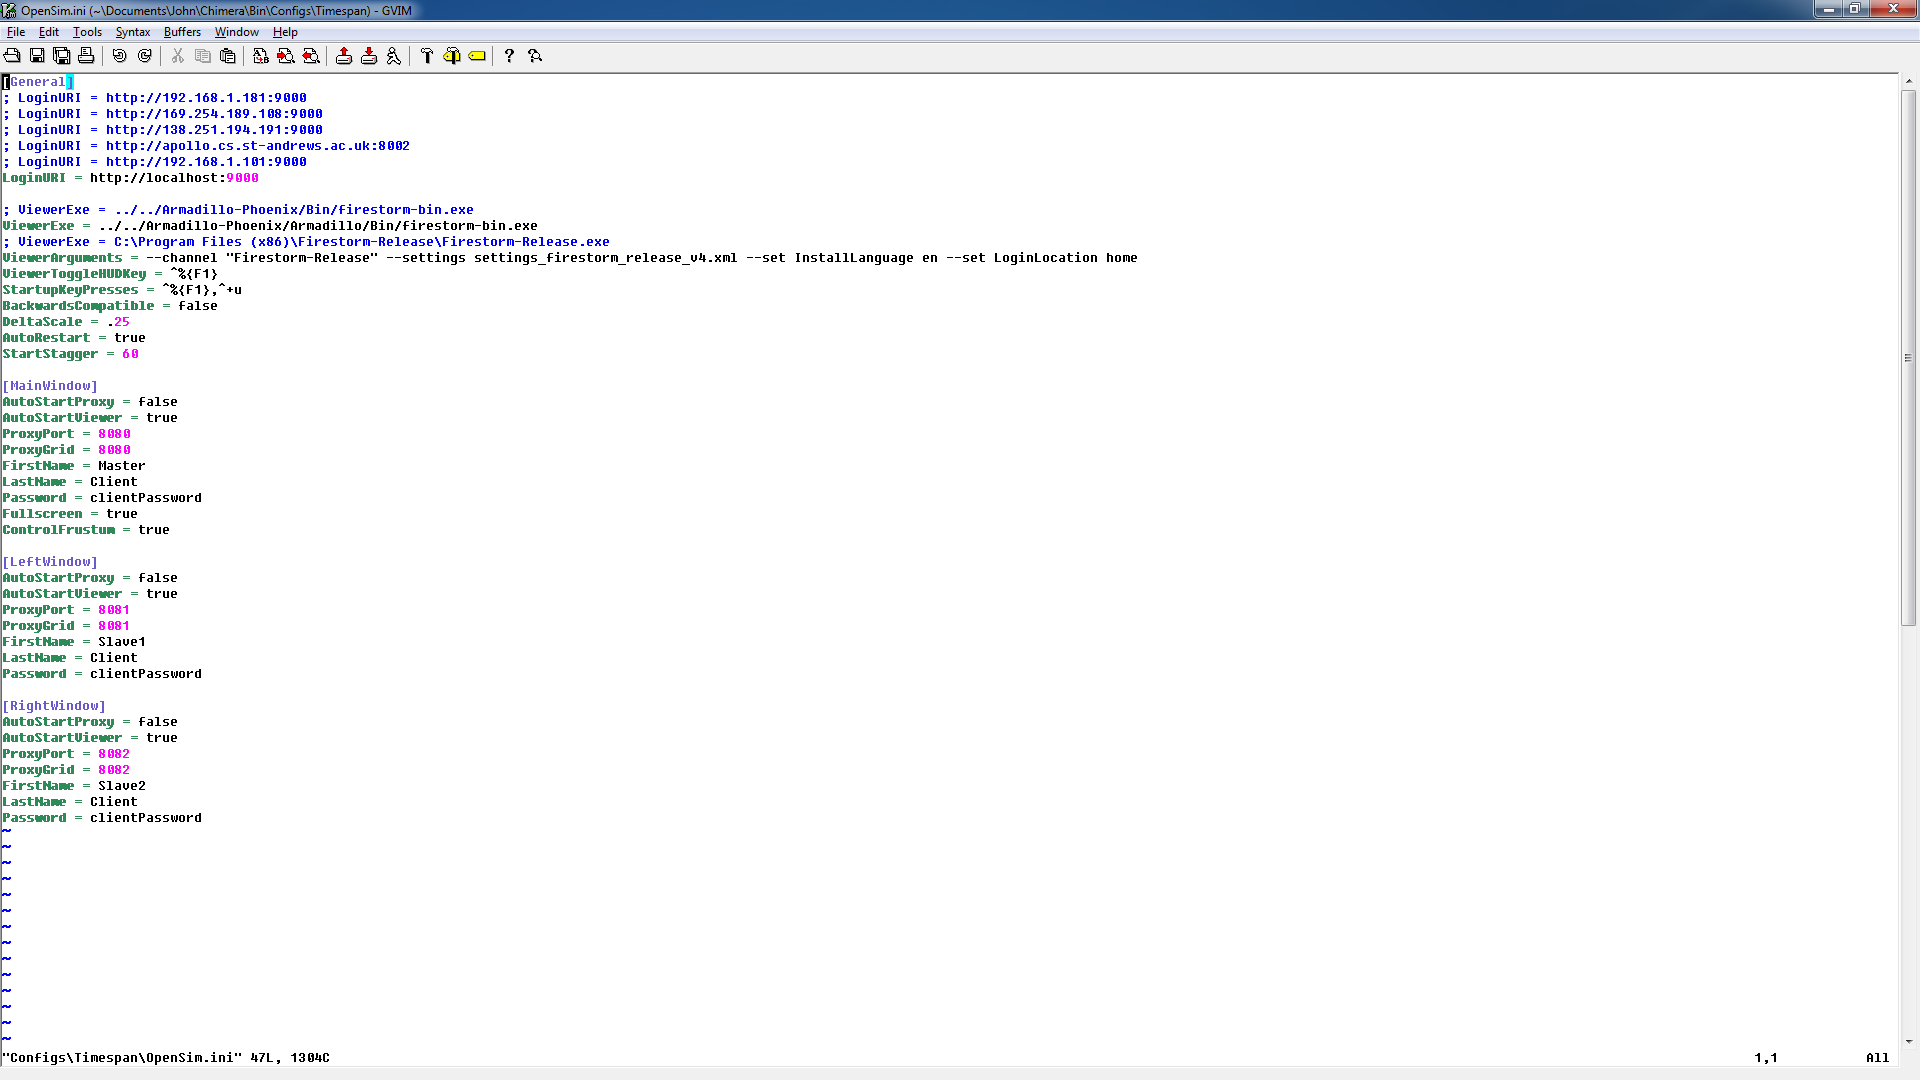 OpenSim.ini (~\Documents\John\Chimera\Bin\Configs\Timespan) - GVIM
File Edit Tools Syntax Buffers Window Help
[General]
; LoginURI = http://192.168.1.181:9000
; LoginURI = http://169.254.189.108:9000
; LoginURI = http://138.251.194.191:9000
; LoginURI = http://apollo.cs.st-andrews.ac.uk:8002
; LoginURI = http://192.168.1.101:9000
LoginURI = http://localhost:9000
; ViewerExe = ../../Armadillo-Phoenix/Bin/firestorm-bin.exe
ViewerExe = ../../Armadillo-Phoenix/Armadillo/Bin/firestorm-bin.exe
; ViewerExe = C:\Program Files (x86)\Firestorm-Release\Firestorm-Release.exe
ViewerArguments = --channel "Firestorm-Release" --settings settings_firestorm_release_v4.xml --set InstallLanguage en --set LoginLocation home
ViewerToggleHUDKey = ^%{F1}
StartupKeyPresses = ^%{F1},^+u
BackwardsCompatible = false
DeltaScale = .25
AutoRestart = true
StartStagger = 60
[MainWindow]
AutoStartProxy = false
AutoStartViewer = true
ProxyPort = 8080
ProxyGrid = 8080
FirstName = Master
LastName = Client
Password = clientPassword
Fullscreen = true
ControlFrustum = true
[LeftWindow]
AutoStartProxy = false
AutoStartViewer = true
ProxyPort = 8081
ProxyGrid = 8081
FirstName = Slave1
LastName = Client
Password = clientPassword
[RightWindow]
AutoStartProxy = false
AutoStartViewer = true
ProxyPort = 8082
ProxyGrid = 8082
FirstName = Slave2
LastName = Client
Password = clientPassword
~
~
~
~
~
~
~
~
~
~
~
~
~
~
"Configs\Timespan\OpenSim.ini" 47L, 1304C 1,1 All